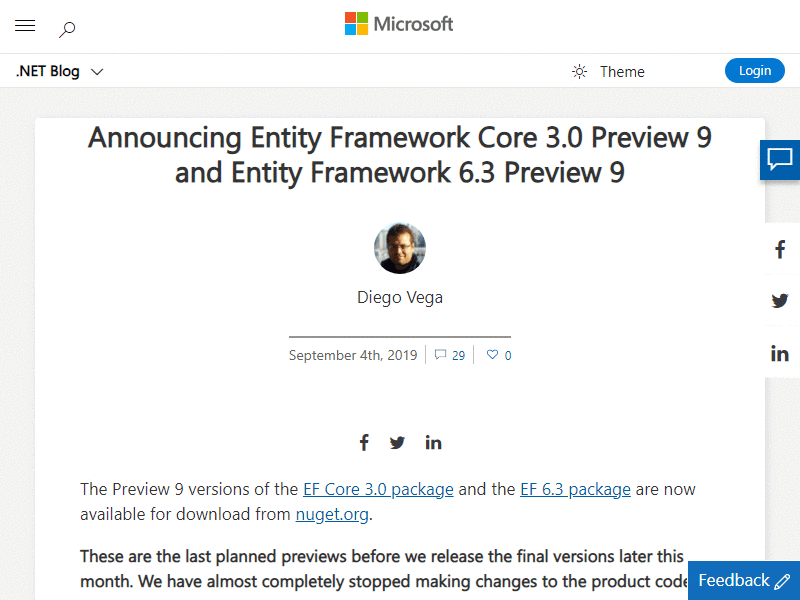 Microsoft
.NET Blog
Theme
Login
Announcing Entity Framework Core 3.0 Preview 9
and Entity Framework 6.3 Preview 9
Diego Vega
September 4th, 2019 29 0
The Preview 9 versions of the EF Core 3.0 package and the EF 6.3 package are now
available for download from nuget.org.
These are the last planned previews before we release the final versions later this
month. We have almost completely stopped making changes to the product code
Feedback